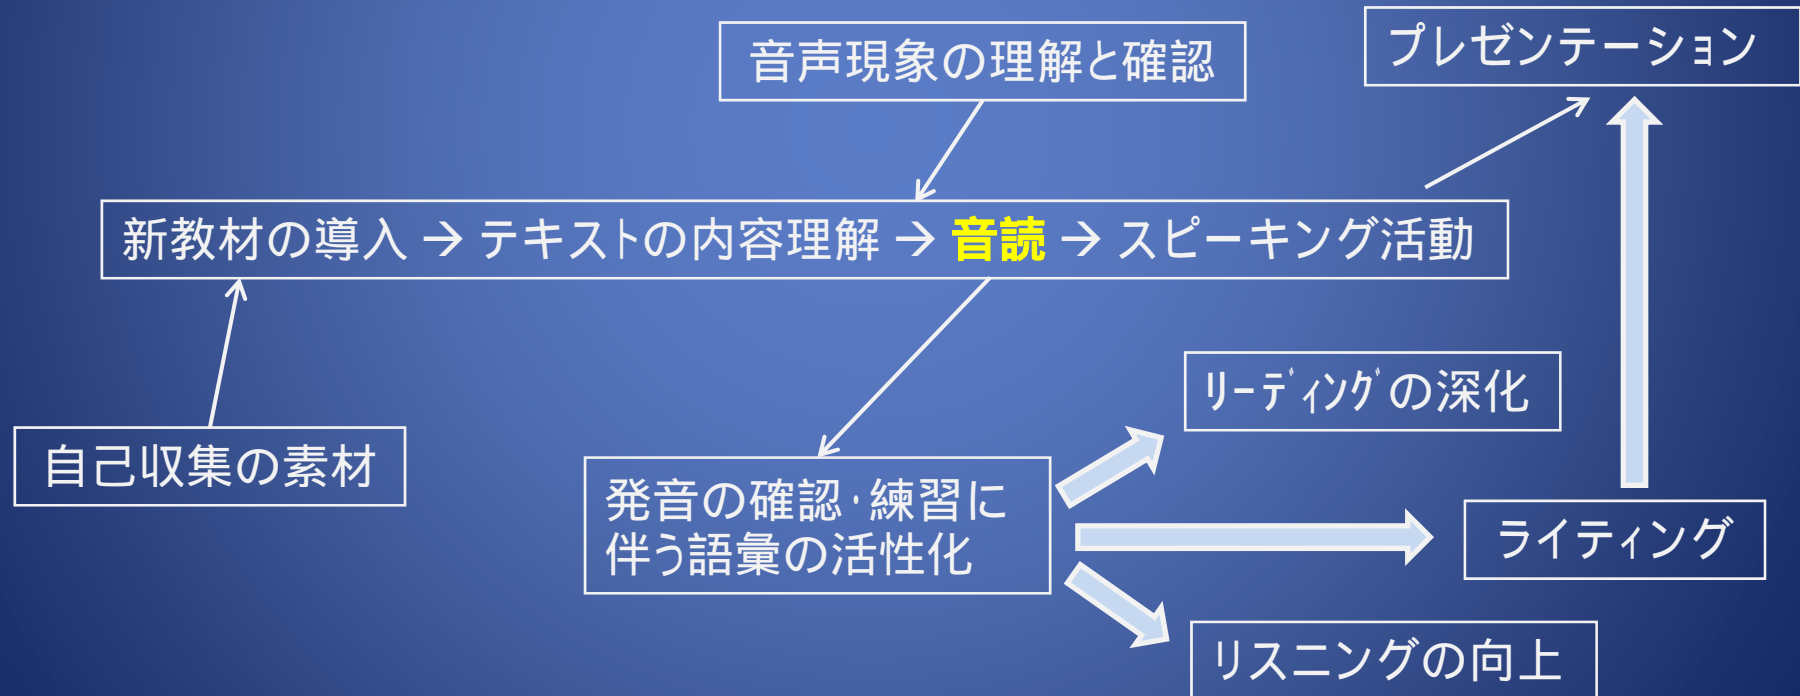 プレゼンテーション
音声現象の理解と確認
新教材の導入→テキストの内容理解→音読→スピーキング活動
リーディングの深化
自己収集の素材
発音の確認・練習に
伴う語彙の活性化
ライティング
リスニングの向上